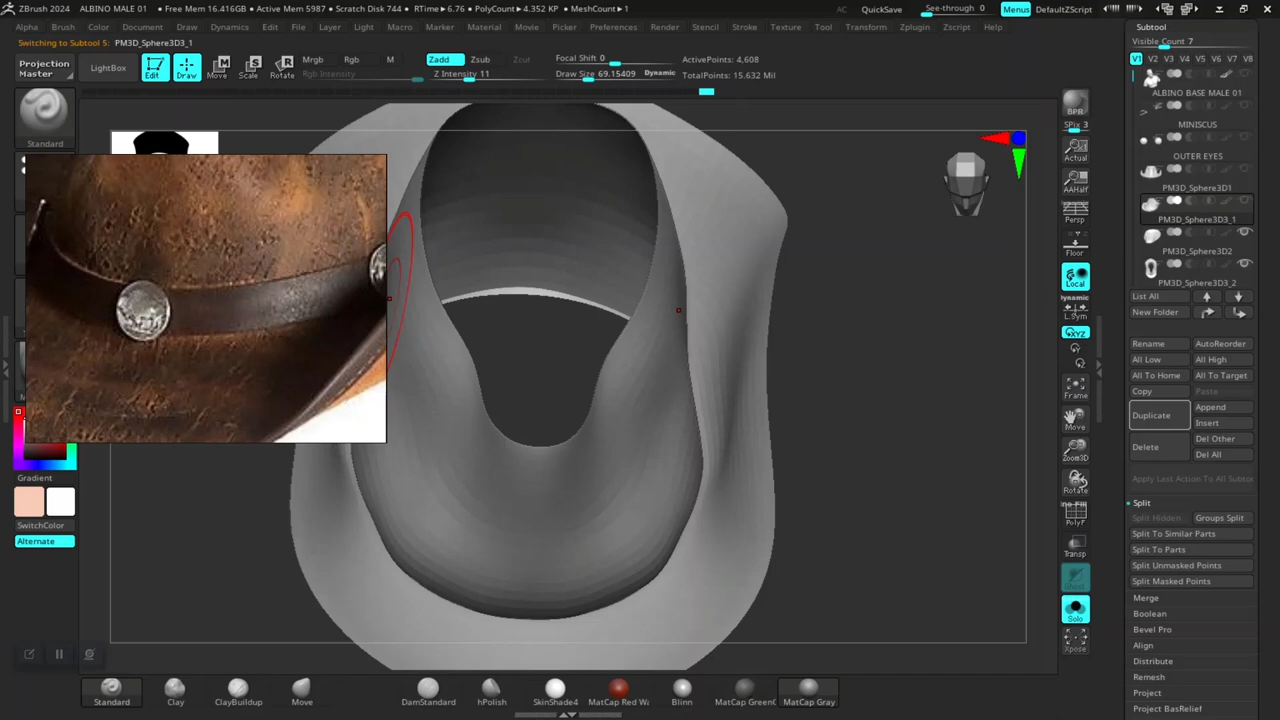 ZBrush 2024 ALBINO MALE 01 • Free Mem 16.416GB • Active Mem 5987 • Scratch Disk 744 • RTime▸6.76 • PolyCount▸4.352 KP • MeshCount▸1 AC QuickSave See-through 0 Menus DefaultZScript
Alpha Brush Color Document Draw Dynamics Edit File Layer Light Macro Marker Material Movie Picker Preferences Render Stencil Stroke Texture Tool Transform Zplugin Zscript Help
Switching to Subtool 5: PM3D_Sphere3D3_1
Projection Master
LightBox
Edit
Draw
Move
Scale
Rotate
Mrgb Rgb M
Rgb Intensity
Zadd Zsub Zcut
Z Intensity 11
Focal Shift 0
Draw Size 69.15409 Dynamic
ActivePoints: 4,608
TotalPoints: 15.632 Mil
Standard
Gradient
SwitchColor
Alternate
BPR
SPix 3
Actual
AAHalf
Persp
Floor
Local
Dynamic
L.Sym
XYZ
Frame
Move
Zoom3D
Rotate
PolyF
Transp
Ghost
Solo
Xpose
Subtool
Visible Count 7
V1 V2 V3 V4 V5 V6 V7 V8
ALBINO BASE MALE 01
MINISCUS
OUTER EYES
PM3D_Sphere3D1
PM3D_Sphere3D3_1
PM3D_Sphere3D2
PM3D_Sphere3D3_2
List All
New Folder
Rename AutoReorder
All Low All High
All To Home All To Target
Copy Paste
Duplicate Append
Insert
Delete Del Other
Del All
Apply Last Action To All Subto
Split
Split Hidden Groups Split
Split To Similar Parts
Split To Parts
Split Unmasked Points
Split Masked Points
Merge
Boolean
Bevel Pro
Align
Distribute
Remesh
Project
Project BasRelief
Standard Clay ClayBuildup Move DamStandard hPolish SkinShade4 MatCap Red Wa Blinn MatCap GreenC MatCap Gray